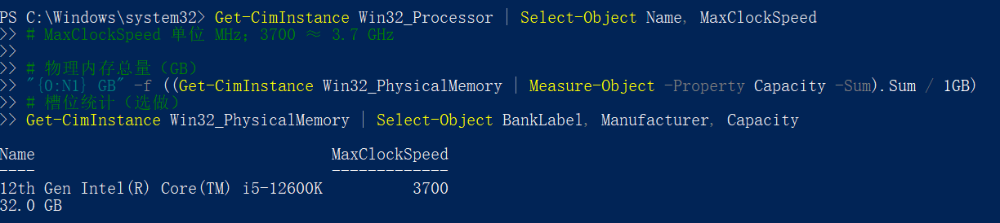 PS C:\Windows\system32> Get-CimInstance Win32_Processor | Select-Object Name, MaxClockSpeed
>> # MaxClockSpeed 单位 MHz; 3700 ≈ 3.7 GHz
>>
>> # 物理内存总量（GB）
>> "{0:N1} GB" -f ((Get-CimInstance Win32_PhysicalMemory | Measure-Object -Property Capacity -Sum).Sum / 1GB)
>> # 槽位统计（选做）
>> Get-CimInstance Win32_PhysicalMemory | Select-Object BankLabel, Manufacturer, Capacity
Name MaxClockSpeed
---- -------------
12th Gen Intel(R) Core(TM) i5-12600K 3700
32.0 GB